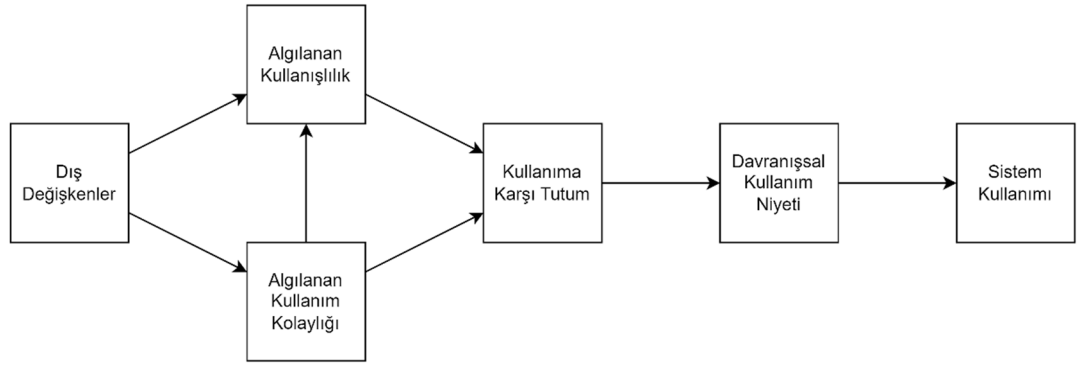 Algılanan
Kullanışlılık
Dış
Değişkenler
Kullanıma
Karşı Tutum
Davranışsal
Kullanım
Niyeti
Sistem
Kullanımı
Algılanan
Kullanım
Kolaylığı